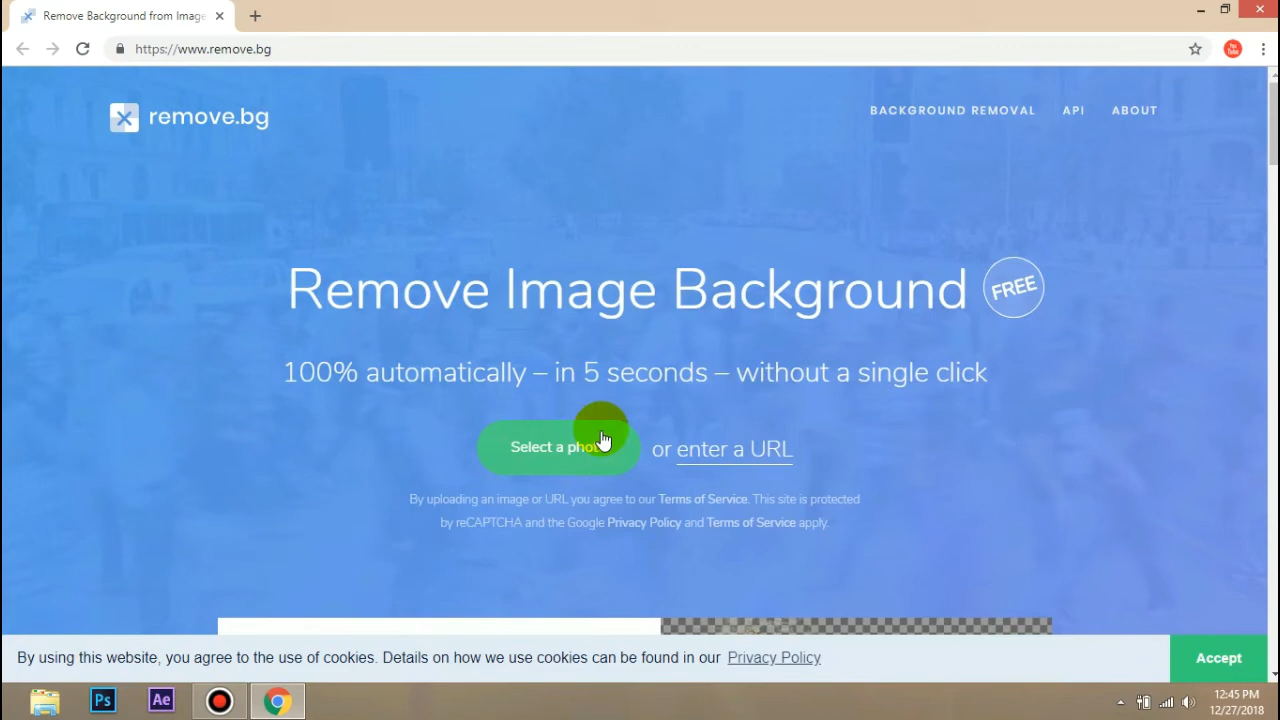 Remove Background from Image
https://www.remove.bg
You Tube
remove.bg
BACKGROUND REMOVAL API ABOUT
Remove Image Background FREE
100% automatically – in 5 seconds – without a single click
Select a photo or enter a URL
By uploading an image or URL you agree to our Terms of Service. This site is protected
by reCAPTCHA and the Google Privacy Policy and Terms of Service apply.
By using this website, you agree to the use of cookies. Details on how we use cookies can be found in our Privacy Policy
Accept
Ps Ae
12:45 PM
12/27/2018